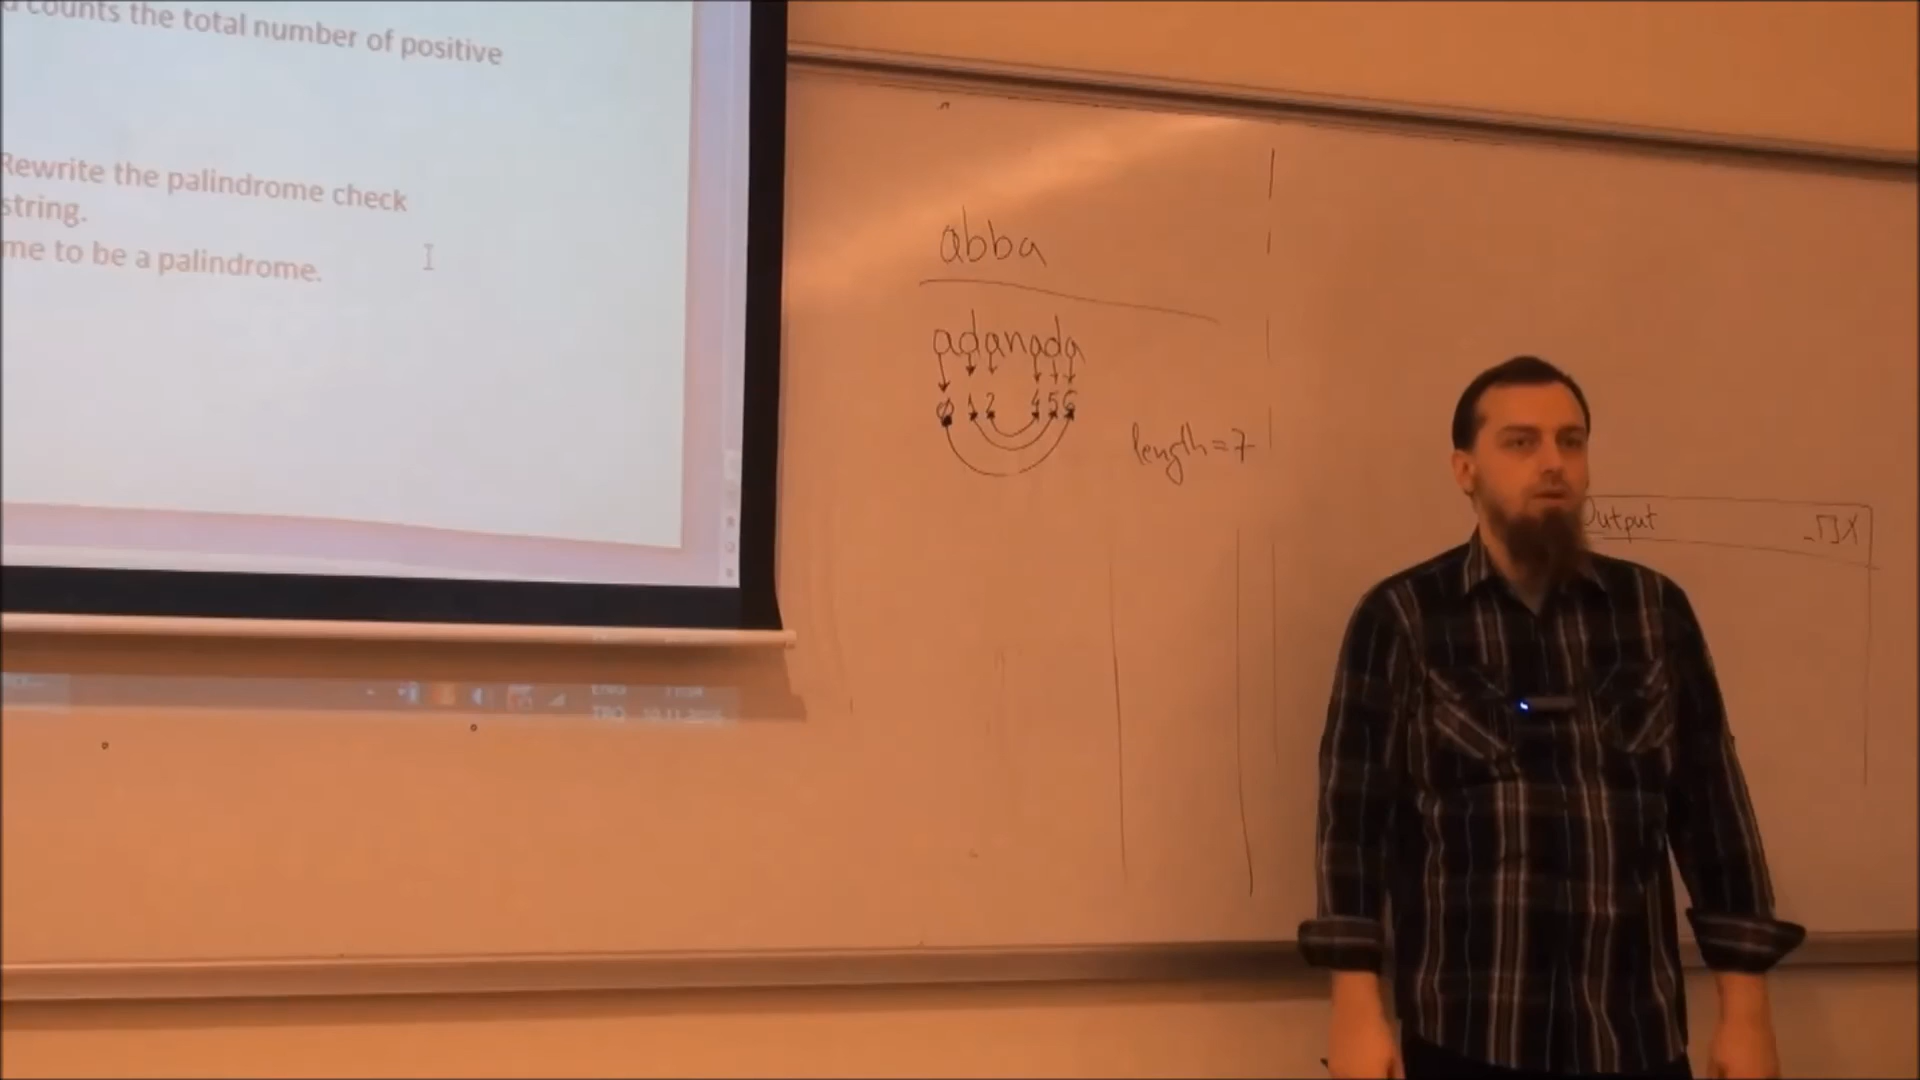 counts the total number of positive
Rewrite the palindrome check
string.
me to be a palindrome.
abba
adanada
0 1 2 4 5 6
length=7
Output
X